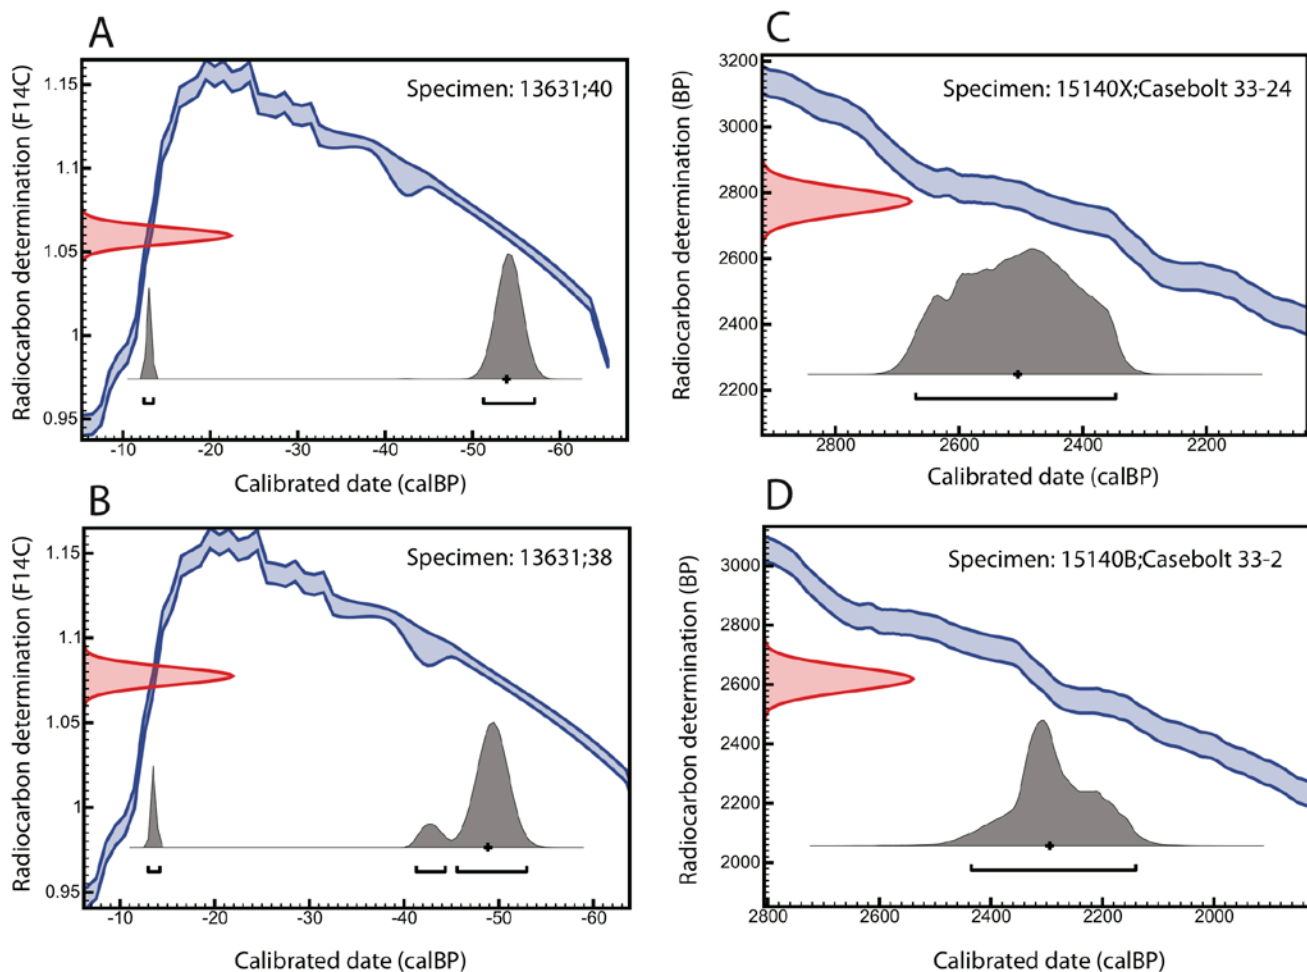 A
Specimen: 13631;40
Radiocarbon determination (F14C)
1.15
1.1
1.05
1
0.95
-10 -20 -30 -40 -50 -60
Calibrated date (calBP)
B
Specimen: 13631;38
Radiocarbon determination (F14C)
1.15
1.1
1.05
1
0.95
-10 -20 -30 -40 -50 -60
Calibrated date (calBP)
C
Specimen: 15140X;Casebolt 33-24
Radiocarbon determination (BP)
3200
3000
2800
2600
2400
2200
2800 2600 2400 2200
Calibrated date (calBP)
D
Specimen: 15140B;Casebolt 33-2
Radiocarbon determination (BP)
3000
2800
2600
2400
2200
2000
2800 2600 2400 2200 2000
Calibrated date (calBP)